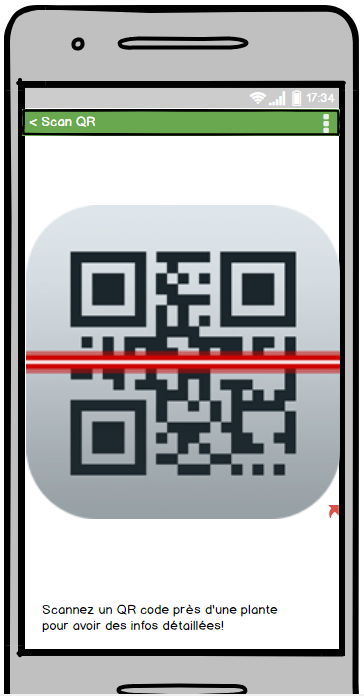 17:34
< Scan QR
Scannez un QR code près d'une plante
pour avoir des infos détaillées!